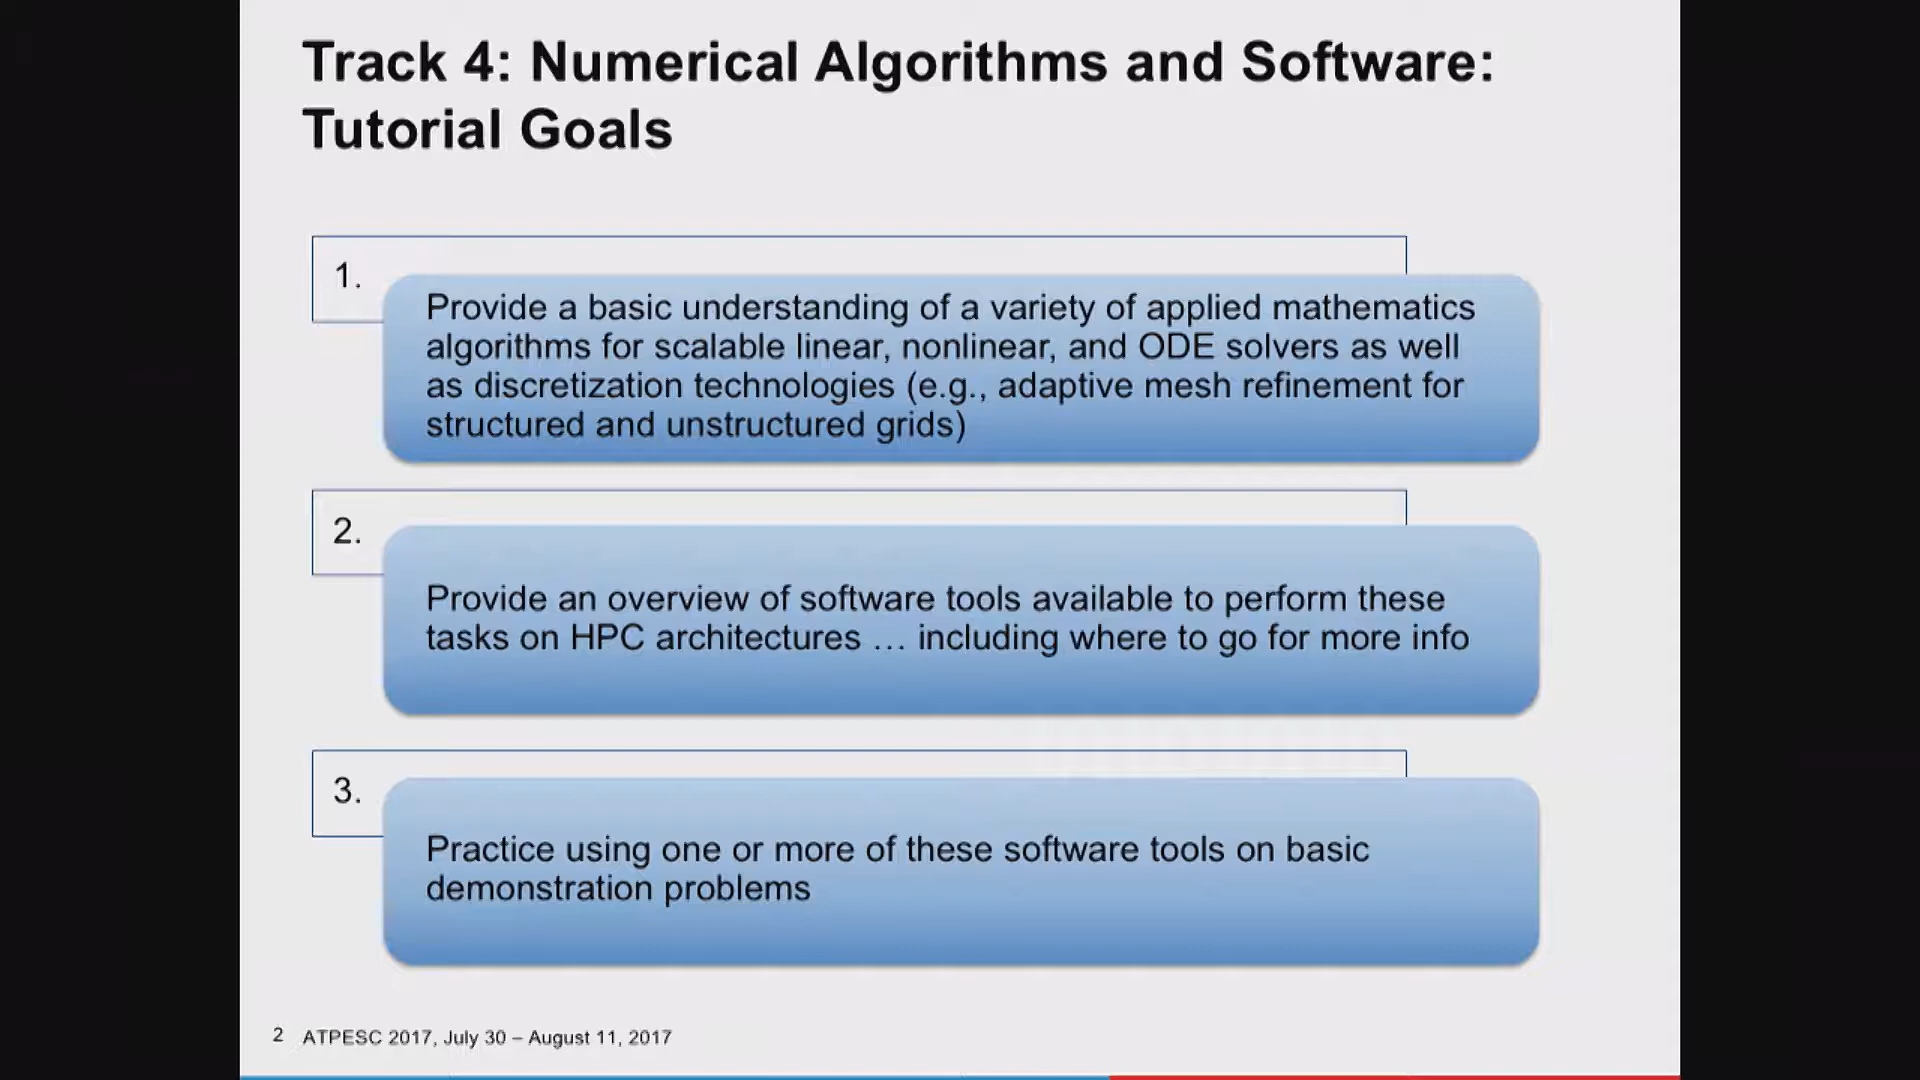 Track 4: Numerical Algorithms and Software:
Tutorial Goals
1.
Provide a basic understanding of a variety of applied mathematics
algorithms for scalable linear, nonlinear, and ODE solvers as well
as discretization technologies (e.g., adaptive mesh refinement for
structured and unstructured grids)
2.
Provide an overview of software tools available to perform these
tasks on HPC architectures … including where to go for more info
3.
Practice using one or more of these software tools on basic
demonstration problems
2 ATPESC 2017, July 30 – August 11, 2017